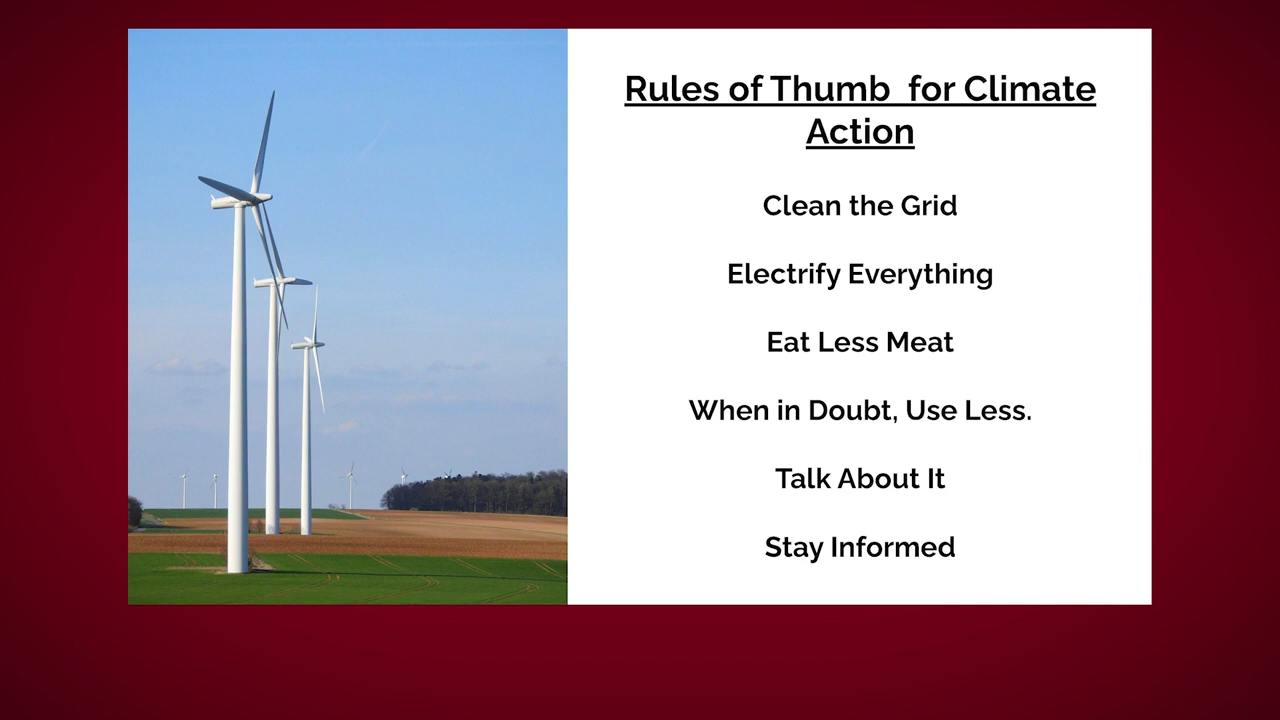 Rules of Thumb  for Climate
Action
Clean the Grid
Electrify Everything
Eat Less Meat
When in Doubt, Use Less.
Talk About It
Stay Informed